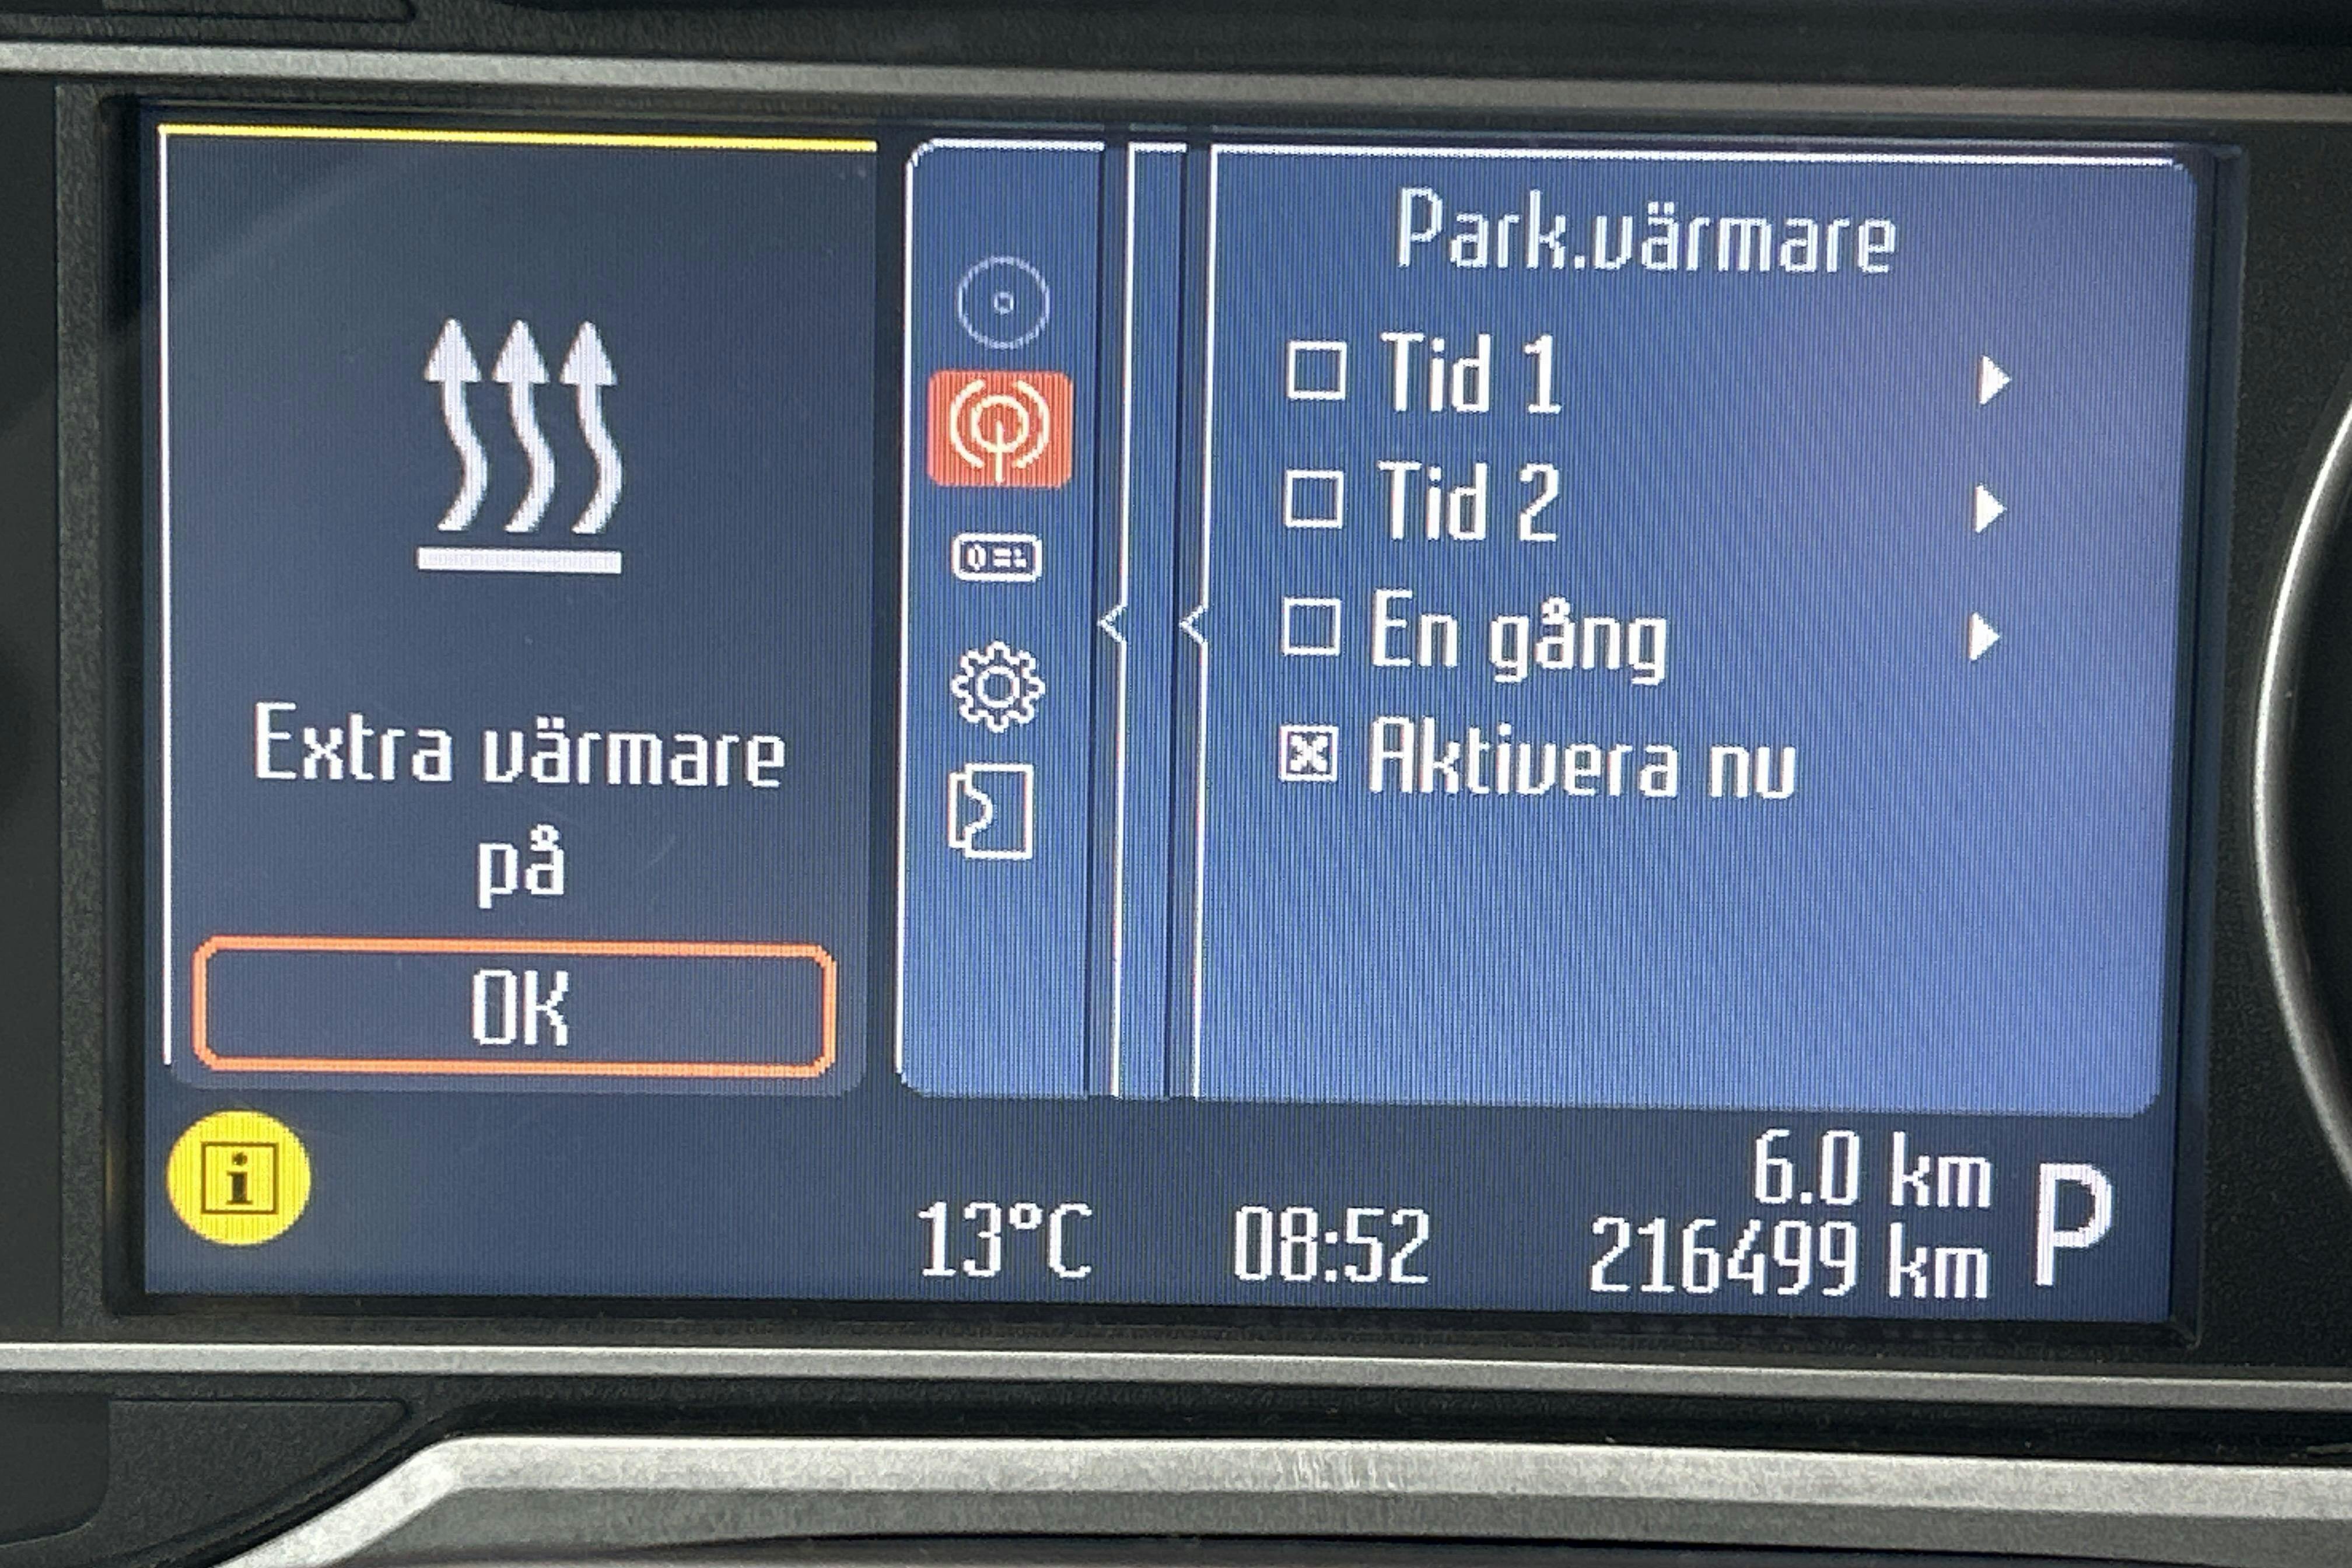 Extra värmare
på
OK
Park.värmare
Tid 1
Tid 2
En gång
Aktivera nu
i
13°C
08:52
6.0 km
216499 km
P